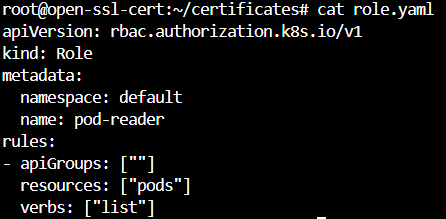 root@open-ssl-cert:~/certificates# cat role.yaml
apiVersion: rbac.authorization.k8s.io/v1
kind: Role
metadata:
  namespace: default
  name: pod-reader
rules:
- apiGroups: [""]
  resources: ["pods"]
  verbs: ["list"]